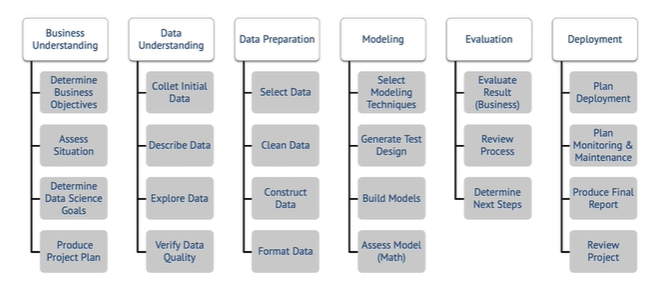 Business
Understanding
Determine
Business
Objectives
Assess
Situation
Determine
Data Science
Goals
Produce
Project Plan
Data
Understanding
Collet Initial
Data
Describe Data
Explore Data
Verify Data
Quality
Data Preparation
Select Data
Clean Data
Construct
Data
Format Data
Modeling
Select
Modeling
Techniques
Generate Test
Design
Build Models
Assess Model
(Math)
Evaluation
Evaluate
Result
(Business)
Review
Process
Determine
Next Steps
Deployment
Plan
Deployment
Plan
Monitoring &
Maintenance
Produce Final
Report
Review
Project